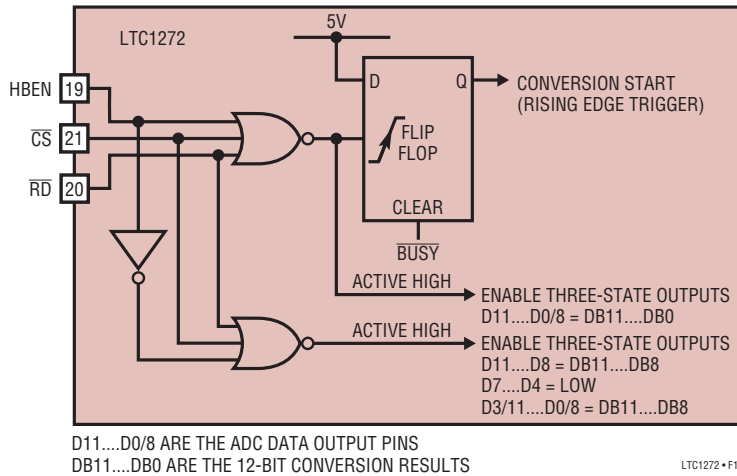 5V
LTC1272
HBEN 19
D Q CONVERSION START
(RISING EDGE TRIGGER)
CS 21
FLIP
FLOP
RD 20
CLEAR
BUSY
ACTIVE HIGH
ENABLE THREE-STATE OUTPUTS
D11....D0/8 = DB11....DB0
ACTIVE HIGH
ENABLE THREE-STATE OUTPUTS
D11....D8 = DB11....DB8
D7....D4 = LOW
D3/11....D0/8 = DB11....DB8
D11....D0/8 ARE THE ADC DATA OUTPUT PINS
DB11....DB0 ARE THE 12-BIT CONVERSION RESULTS
LTC1272 • F1